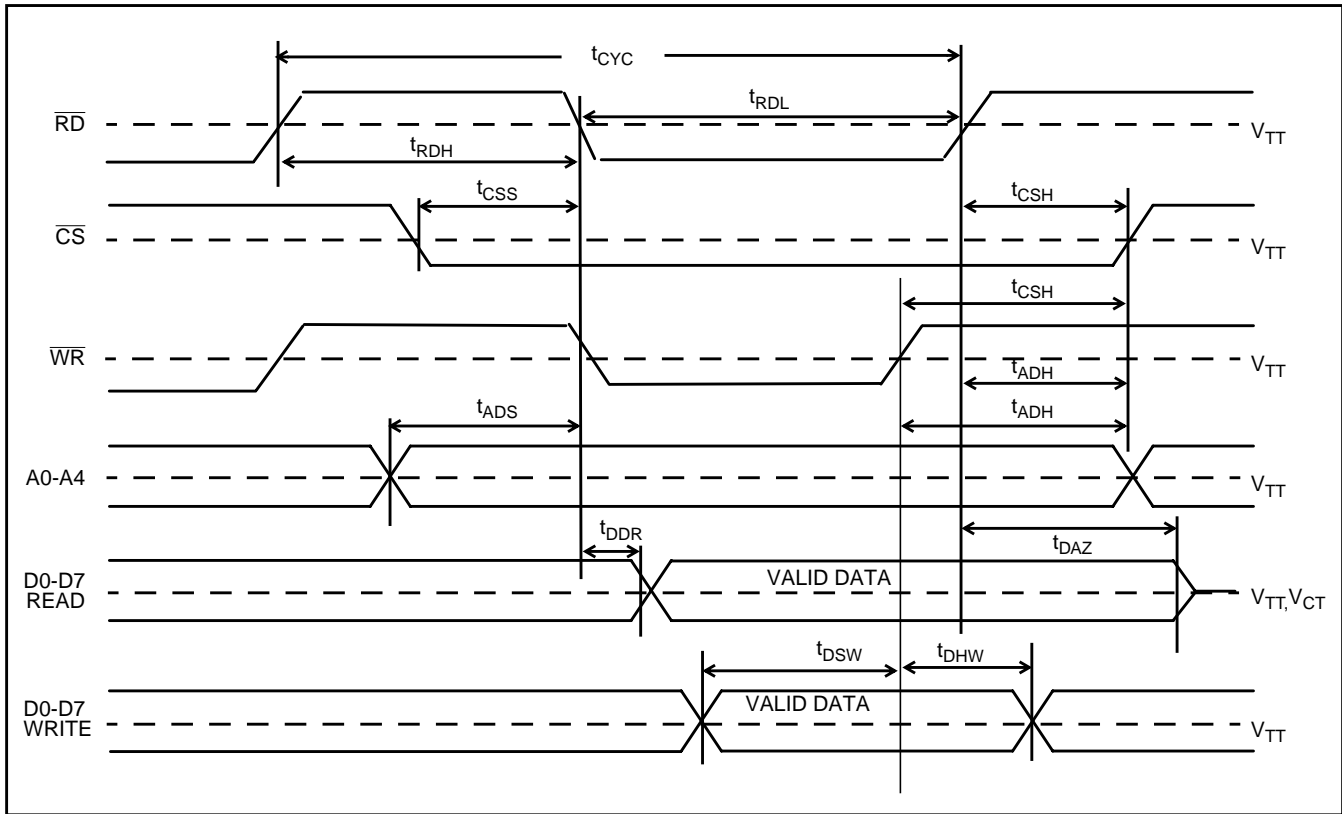 tCYC
tRDL
RD
VTT
tRDH
tCSS
tCSH
CS
VTT
tCSH
WR
VTT
tADH
tADS
tADH
A0-A4
VTT
tDDR
tDAZ
D0-D7
READ
VALID DATA
VTT,VCT
tDSW
tDHW
D0-D7
WRITE
VALID DATA
VTT